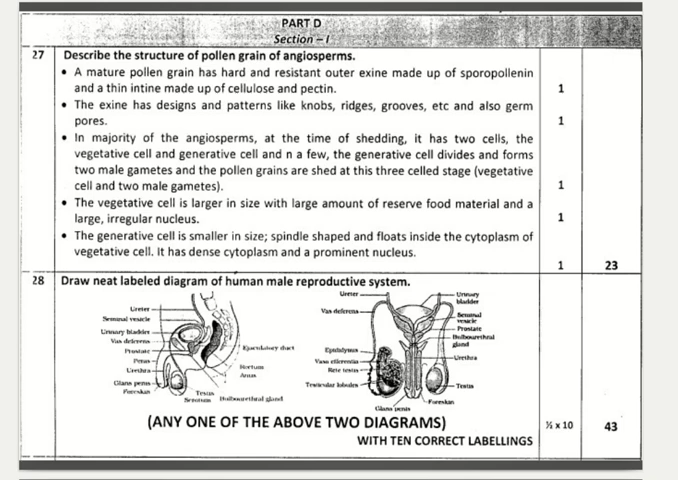 PART D
Section – I
27 Describe the structure of pollen grain of angiosperms.
• A mature pollen grain has hard and resistant outer exine made up of sporopollenin
and a thin intine made up of cellulose and pectin. 1
• The exine has designs and patterns like knobs, ridges, grooves, etc and also germ
pores. 1
• In majority of the angiosperms, at the time of shedding, it has two cells, the
vegetative cell and generative cell and n a few, the generative cell divides and forms
two male gametes and the pollen grains are shed at this three celled stage (vegetative
cell and two male gametes). 1
• The vegetative cell is larger in size with large amount of reserve food material and a
large, irregular nucleus. 1
• The generative cell is smaller in size; spindle shaped and floats inside the cytoplasm of
vegetative cell. It has dense cytoplasm and a prominent nucleus.
1 23
28 Draw neat labeled diagram of human male reproductive system.
Ureter
Seminal vesicle
Urinary bladder
Vas deferens
Prostate
Penis
Urethra
Glans penis
Foreskin
Testis
Scrotum
Bulbourethral gland
Ejaculatory duct
Rectum
Anus
Ureter
Vas deferens
Epididymis
Vasa efferentia
Rete testis
Testicular lobules
Glans penis
Urinary
bladder
Seminal
vesicle
Prostate
Bulbourethral
gland
Urethra
Testis
Foreskin
(ANY ONE OF THE ABOVE TWO DIAGRAMS) ½ x 10 43
WITH TEN CORRECT LABELLINGS